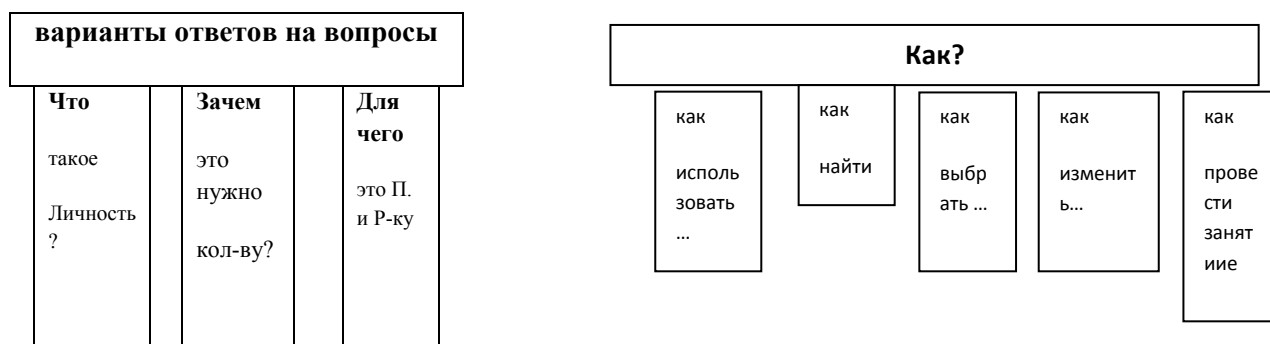 варианты ответов на вопросы
Что
такое
Личность
?
Зачем
это
нужно
кол-ву?
Для
чего
это П.
и Р-ку
Как?
как
исполь
зовать
...
как
найти
как
выбр
ать ...
как
изменит
ь...
как
прове
сти
занят
иие